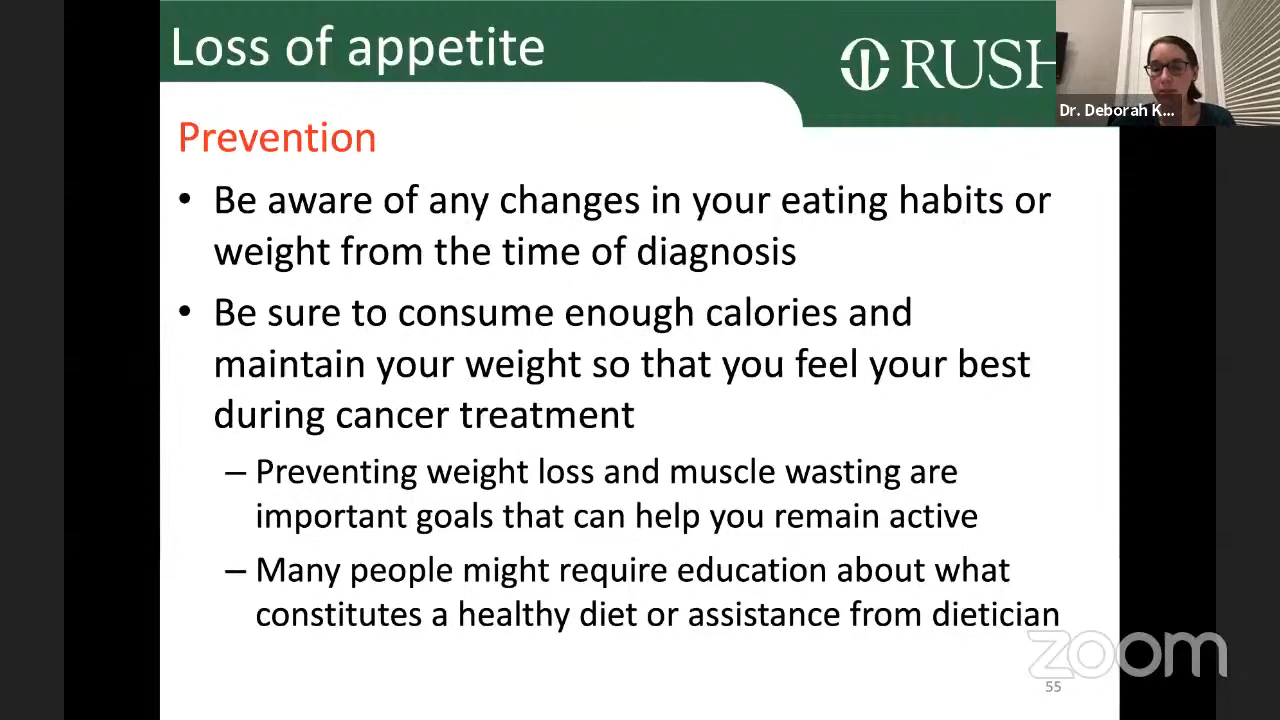 Loss of appetite
RUSH
Dr. Deborah K...
Prevention
• Be aware of any changes in your eating habits or
weight from the time of diagnosis
• Be sure to consume enough calories and
maintain your weight so that you feel your best
during cancer treatment
– Preventing weight loss and muscle wasting are
important goals that can help you remain active
– Many people might require education about what
constitutes a healthy diet or assistance from dietician
zoom
55